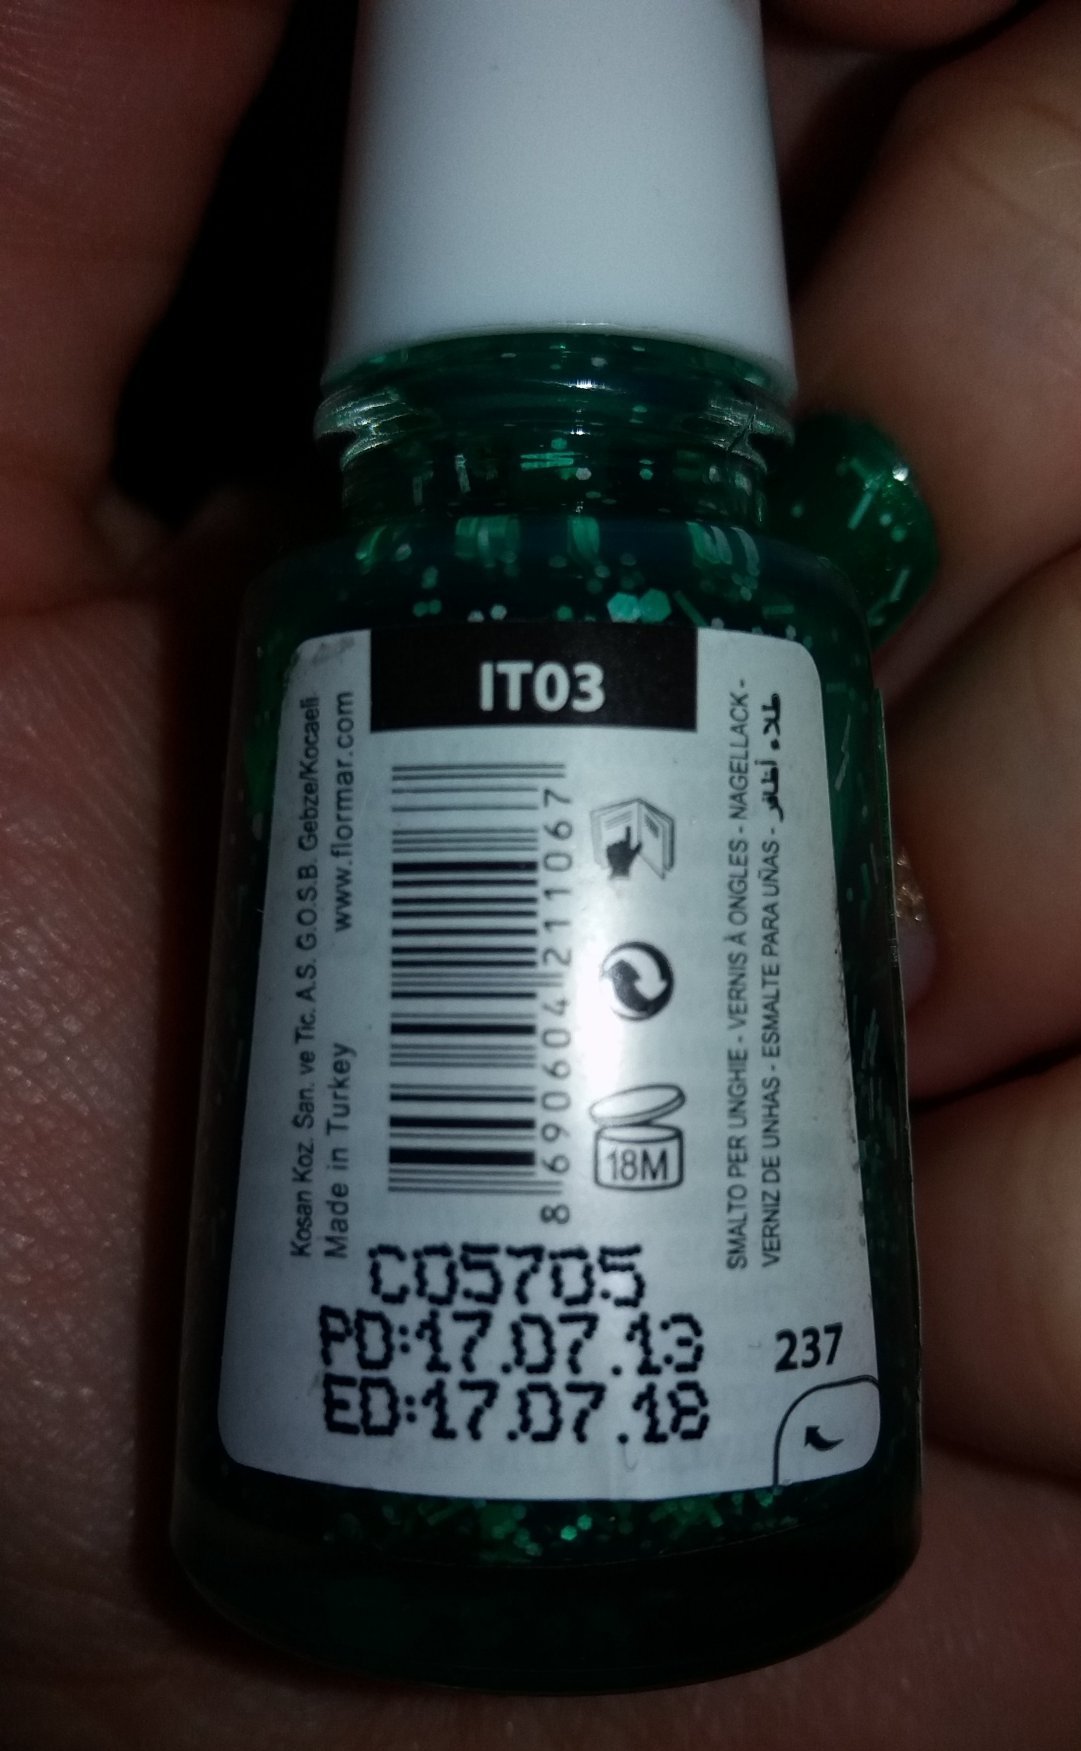 IT03
Kosan Koz. San. ve Tic. A.S. G.O.S.B. Gebze/Kocaeli
Made in Turkey www.flormar.com
8 690604 211067
18M
SMALTO PER UNGHIE - VERNIS À ONGLES - NAGELLACK -
VERNIZ DE UNHAS - ESMALTE PARA UÑAS - طلاء أظافر
C05705
PD:17.07.13
ED:17.07.18
237